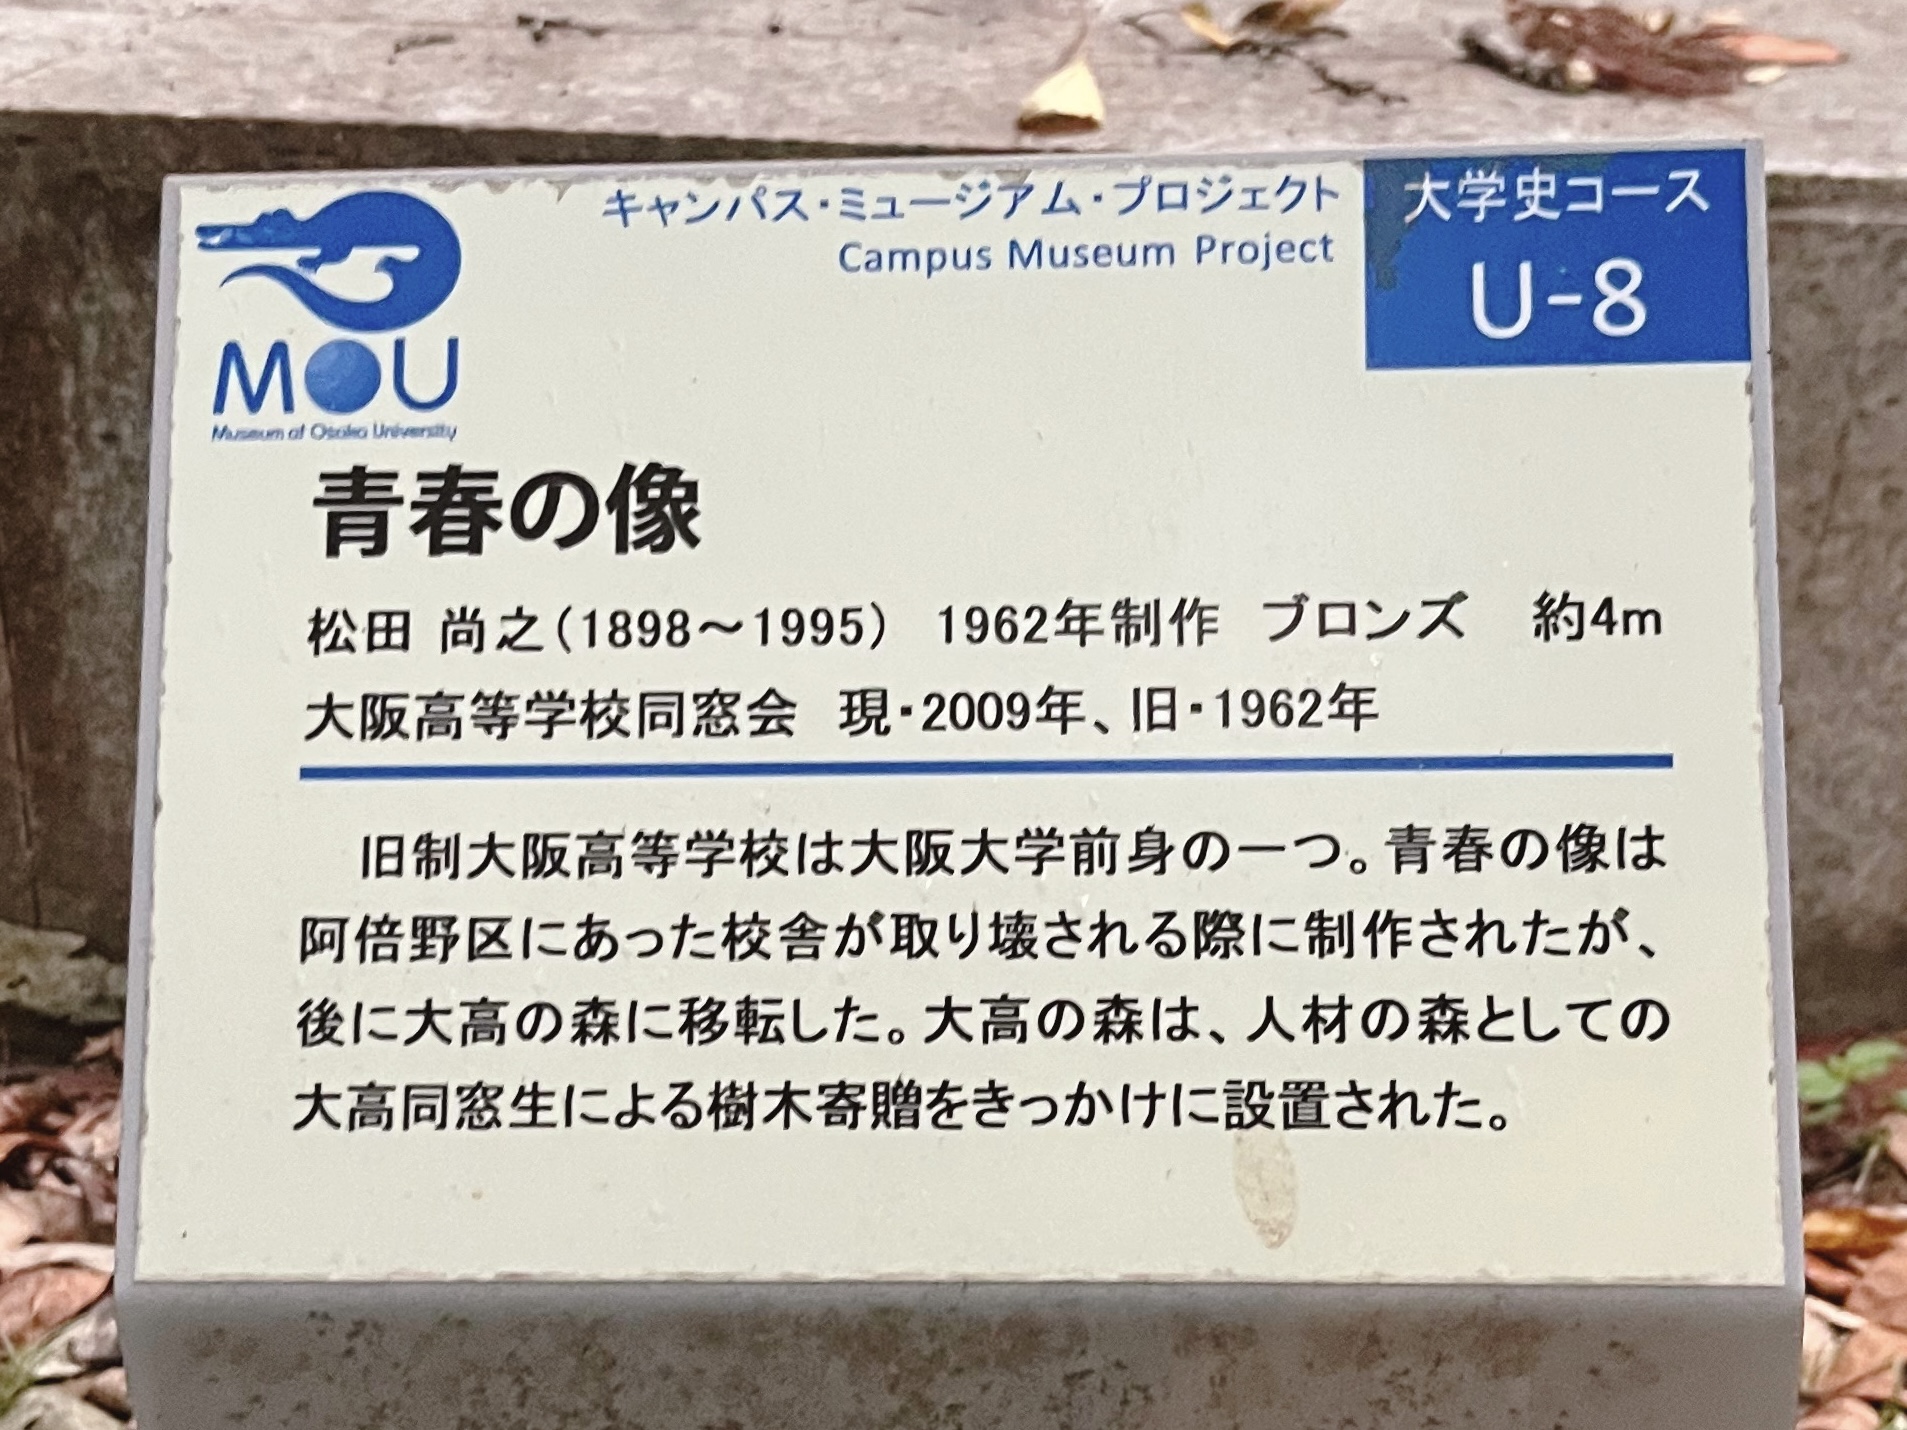 キャンパス・ミュージアム・プロジェクト
Campus Museum Project
大学史コース
U-8
MOU
Museum of Osaka University
青春の像
松田 尚之(1898～1995) 1962年制作 ブロンズ 約4m
大阪高等学校同窓会 現・2009年、旧・1962年
旧制大阪高等学校は大阪大学前身の一つ。青春の像は
阿倍野区にあった校舎が取り壊される際に制作されたが、
後に大高の森に移転した。大高の森は、人材の森としての
大高同窓生による樹木寄贈をきっかけに設置された。